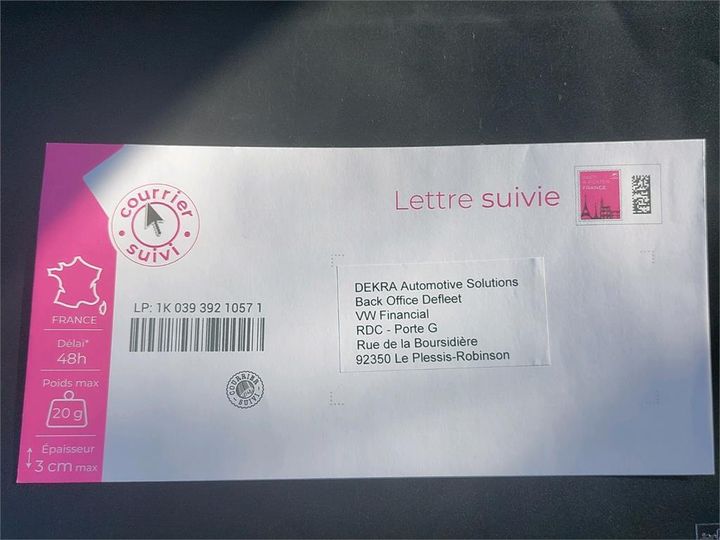 courrier
suivi
Lettre suivie
FRANCE
DEKRA Automotive Solutions
Back Office Defleet
VW Financial
RDC - Porte G
Rue de la Boursidière
92350 Le Plessis-Robinson
LP: 1K 039 392 1057 1
FRANCE
Délai*
48h
Poids max
20 g
Épaisseur
3 cm max
COURRIER
SUIVI